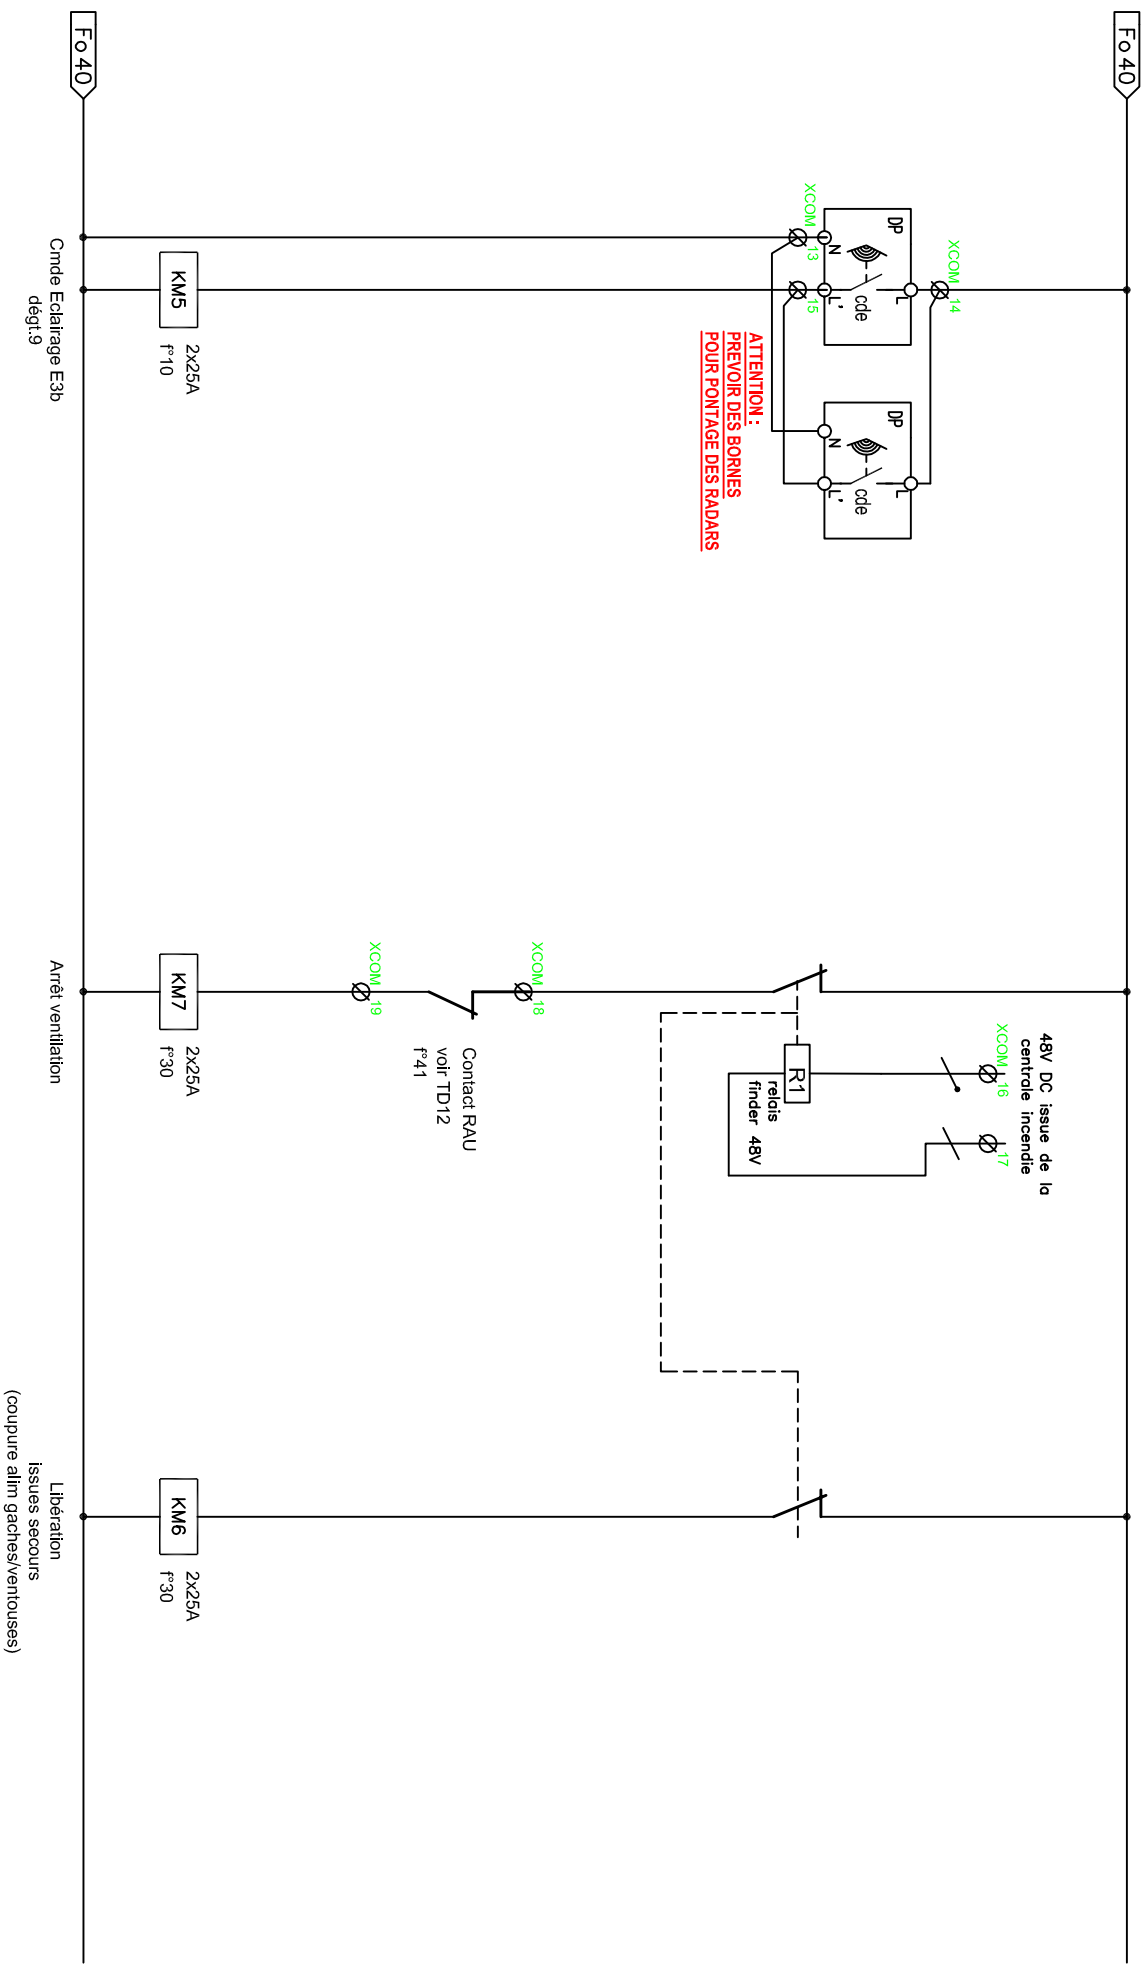 Fo 40
Fo 40
XCOM 13
15
XCOM 14
DP
N
cde
L
L'
DP
N
cde
L
L'
ATTENTION :
PREVOIR DES BORNES
POUR PONTAGE DES RADARS
KM5
2x25A
f°10
Cmde Eclairage E3b
dégt.9
48V DC issue de la
centrale incendie
XCOM 16
17
R1
relais
finder 48V
XCOM 18
Contact RAU
voir TD12
f°41
XCOM 19
KM7
2x25A
f°30
Arrêt ventilation
KM6
2x25A
f°30
Libération
issues secours
(coupure alim gaches/ventouses)